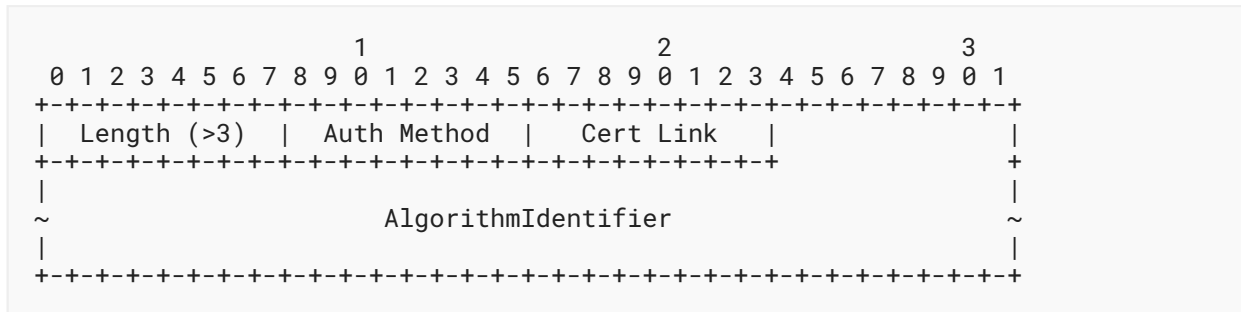 1                   2                   3
 0 1 2 3 4 5 6 7 8 9 0 1 2 3 4 5 6 7 8 9 0 1 2 3 4 5 6 7 8 9 0 1
+-+-+-+-+-+-+-+-+-+-+-+-+-+-+-+-+-+-+-+-+-+-+-+-+-+-+-+-+-+-+-+-+
|  Length (>3)  |  Auth Method  |   Cert Link   |               |
+-+-+-+-+-+-+-+-+-+-+-+-+-+-+-+-+-+-+-+-+-+-+-+-+               +
|                                                               |
~                      AlgorithmIdentifier                      ~
|                                                               |
+-+-+-+-+-+-+-+-+-+-+-+-+-+-+-+-+-+-+-+-+-+-+-+-+-+-+-+-+-+-+-+-+